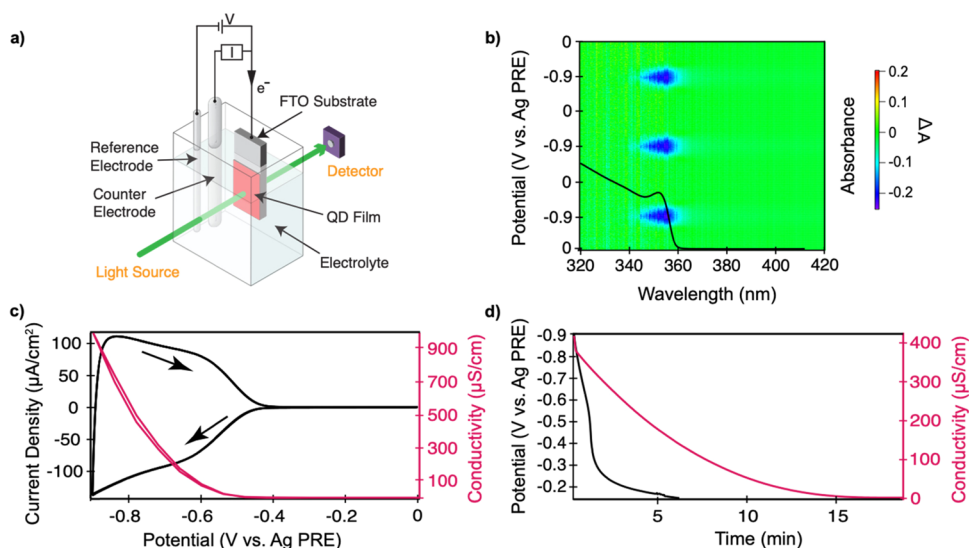 a)
V
I
e⁻
FTO Substrate
Reference
Electrode
Counter
Electrode
Detector
QD Film
Electrolyte
Light Source
b)
Potential (V vs. Ag PRE)
0
-0.9
0
-0.9
0
-0.9
0
320 340 360 380 400 420
Wavelength (nm)
Absorbance
0.2
0.1
0
-0.1
-0.2
ΔA
c)
Current Density (µA/cm²)
100
50
0
-50
-100
-0.8 -0.6 -0.4 -0.2 0
Potential (V vs. Ag PRE)
900
700
500
300
100
Conductivity (µS/cm)
d)
Potential (V vs. Ag PRE)
-0.9
-0.8
-0.7
-0.6
-0.5
-0.4
-0.3
-0.2
5 10 15
Time (min)
400
300
200
100
0
Conductivity (µS/cm)